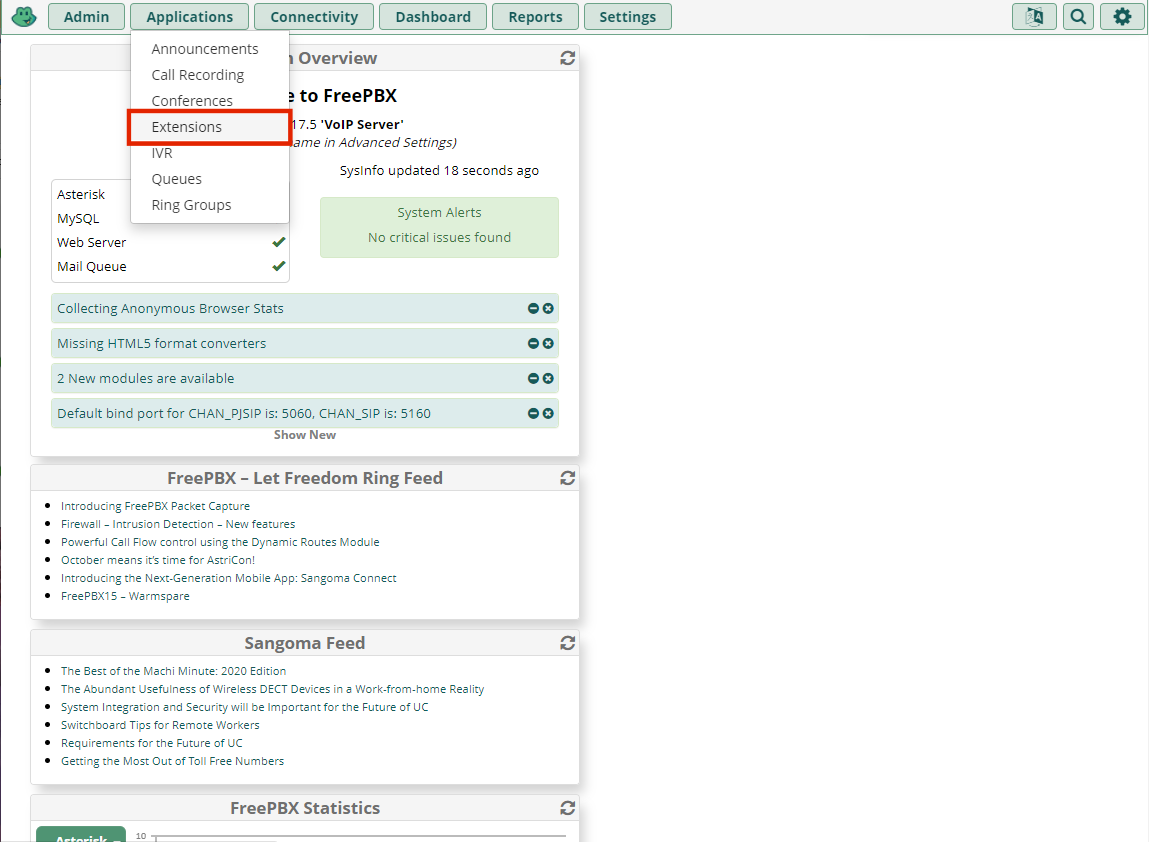 Admin
Applications
Connectivity
Dashboard
Reports
Settings
Announcements
Call Recording
Conferences
Extensions
IVR
Queues
Ring Groups
Overview
to FreePBX
17.5 'VoIP Server'
in Advanced Settings)
SysInfo updated 18 seconds ago
Asterisk
MySQL
Web Server
Mail Queue
System Alerts
No critical issues found
Collecting Anonymous Browser Stats
Missing HTML5 format converters
2 New modules are available
Default bind port for CHAN_PJSIP is: 5060, CHAN_SIP is: 5160
Show New
FreePBX – Let Freedom Ring Feed
Introducing FreePBX Packet Capture
Firewall – Intrusion Detection – New features
Powerful Call Flow control using the Dynamic Routes Module
October means it's time for AstriCon!
Introducing the Next-Generation Mobile App: Sangoma Connect
FreePBX15 – Warmspare
Sangoma Feed
The Best of the Machi Minute: 2020 Edition
The Abundant Usefulness of Wireless DECT Devices in a Work-from-home Reality
System Integration and Security will be Important for the Future of UC
Switchboard Tips for Remote Workers
Requirements for the Future of UC
Getting the Most Out of Toll Free Numbers
FreePBX Statistics
Asterisk
10